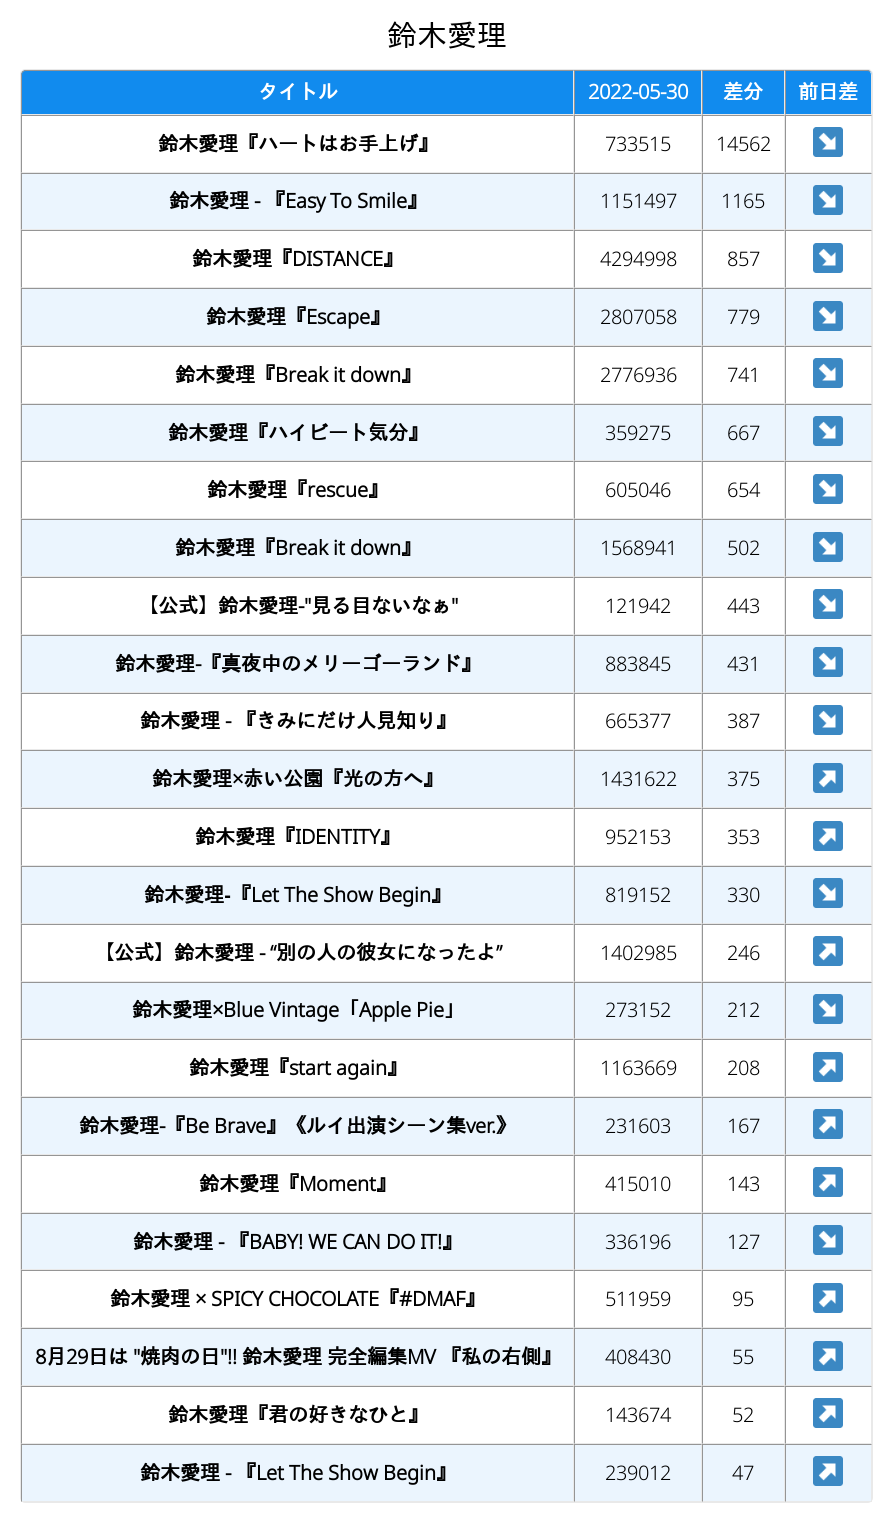 鈴木愛理
タイトル 2022-05-30 差分 前日差
鈴木愛理『ハートはお手上げ』 733515 14562 ↘
鈴木愛理 - 『Easy To Smile』 1151497 1165 ↘
鈴木愛理『DISTANCE』 4294998 857 ↘
鈴木愛理『Escape』 2807058 779 ↘
鈴木愛理『Break it down』 2776936 741 ↘
鈴木愛理『ハイビート気分』 359275 667 ↘
鈴木愛理『rescue』 605046 654 ↘
鈴木愛理『Break it down』 1568941 502 ↘
【公式】鈴木愛理-"見る目ないなぁ" 121942 443 ↘
鈴木愛理-『真夜中のメリーゴーランド』 883845 431 ↘
鈴木愛理 - 『きみにだけ人見知り』 665377 387 ↘
鈴木愛理×赤い公園『光の方へ』 1431622 375 ↗
鈴木愛理『IDENTITY』 952153 353 ↗
鈴木愛理-『Let The Show Begin』 819152 330 ↘
【公式】鈴木愛理 - “別の人の彼女になったよ” 1402985 246 ↗
鈴木愛理×Blue Vintage「Apple Pie」 273152 212 ↘
鈴木愛理『start again』 1163669 208 ↗
鈴木愛理-『Be Brave』《ルイ出演シーン集ver.》 231603 167 ↗
鈴木愛理『Moment』 415010 143 ↗
鈴木愛理 - 『BABY! WE CAN DO IT!』 336196 127 ↘
鈴木愛理 × SPICY CHOCOLATE『#DMAF』 511959 95 ↗
8月29日は "焼肉の日"!! 鈴木愛理 完全編集MV 『私の右側』 408430 55 ↗
鈴木愛理『君の好きなひと』 143674 52 ↗
鈴木愛理 - 『Let The Show Begin』 239012 47 ↗